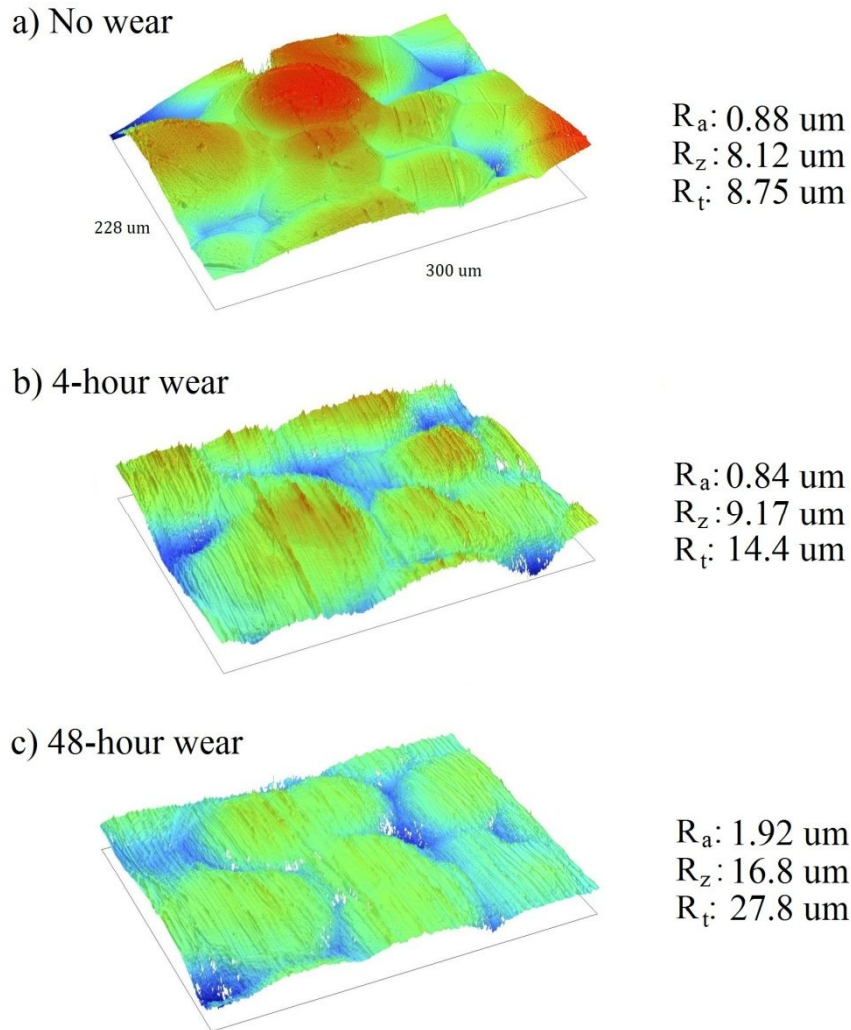 a) No wear
Ra: 0.88 um
Rz: 8.12 um
Rt: 8.75 um
228 um
300 um
b) 4-hour wear
Ra: 0.84 um
Rz: 9.17 um
Rt: 14.4 um
c) 48-hour wear
Ra: 1.92 um
Rz: 16.8 um
Rt: 27.8 um